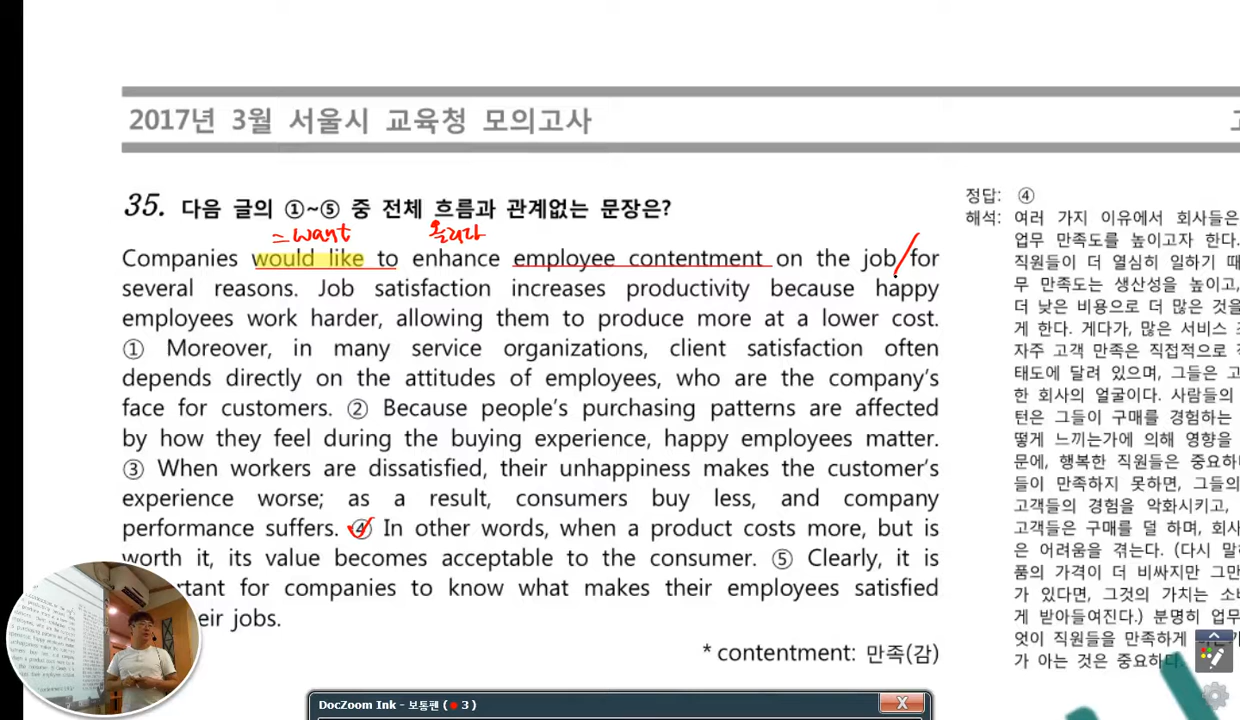 2017년 3월 서울시 교육청 모의고사
35. 다음 글의 ①~⑤ 중 전체 흐름과 관계없는 문장은?
= want 올리다
Companies would like to enhance employee contentment on the job / for
several reasons. Job satisfaction increases productivity because happy
employees work harder, allowing them to produce more at a lower cost.
① Moreover, in many service organizations, client satisfaction often
depends directly on the attitudes of employees, who are the company's
face for customers. ② Because people's purchasing patterns are affected
by how they feel during the buying experience, happy employees matter.
③ When workers are dissatisfied, their unhappiness makes the customer's
experience worse; as a result, consumers buy less, and company
performance suffers. ④ In other words, when a product costs more, but is
worth it, its value becomes acceptable to the consumer. ⑤ Clearly, it is
rtant for companies to know what makes their employees satisfied
eir jobs.
* contentment: 만족(감)
정답: ④
해석: 여러 가지 이유에서 회사들은
업무 만족도를 높이고자 한다.
직원들이 더 열심히 일하기 때
무 만족도는 생산성을 높이고,
더 낮은 비용으로 더 많은 것을
게 한다. 게다가, 많은 서비스
자주 고객 만족은 직접적으로
태도에 달려 있으며, 그들은 고
한 회사의 얼굴이다. 사람들의
턴은 그들이 구매를 경험하는
떻게 느끼는가에 의해 영향을
문에, 행복한 직원들은 중요하
들이 만족하지 못하면, 그들의
고객들의 경험을 악화시키고,
고객들은 구매를 덜 하며, 회사
은 어려움을 겪는다. (다시 말
품의 가격이 더 비싸지만 그만
가 있다면, 그것의 가치는 소비
게 받아들여진다.) 분명히 업무
엇이 직원들을 만족하게
가 아는 것은 중요하다.
DocZoom Ink - 보통펜 (● 3)